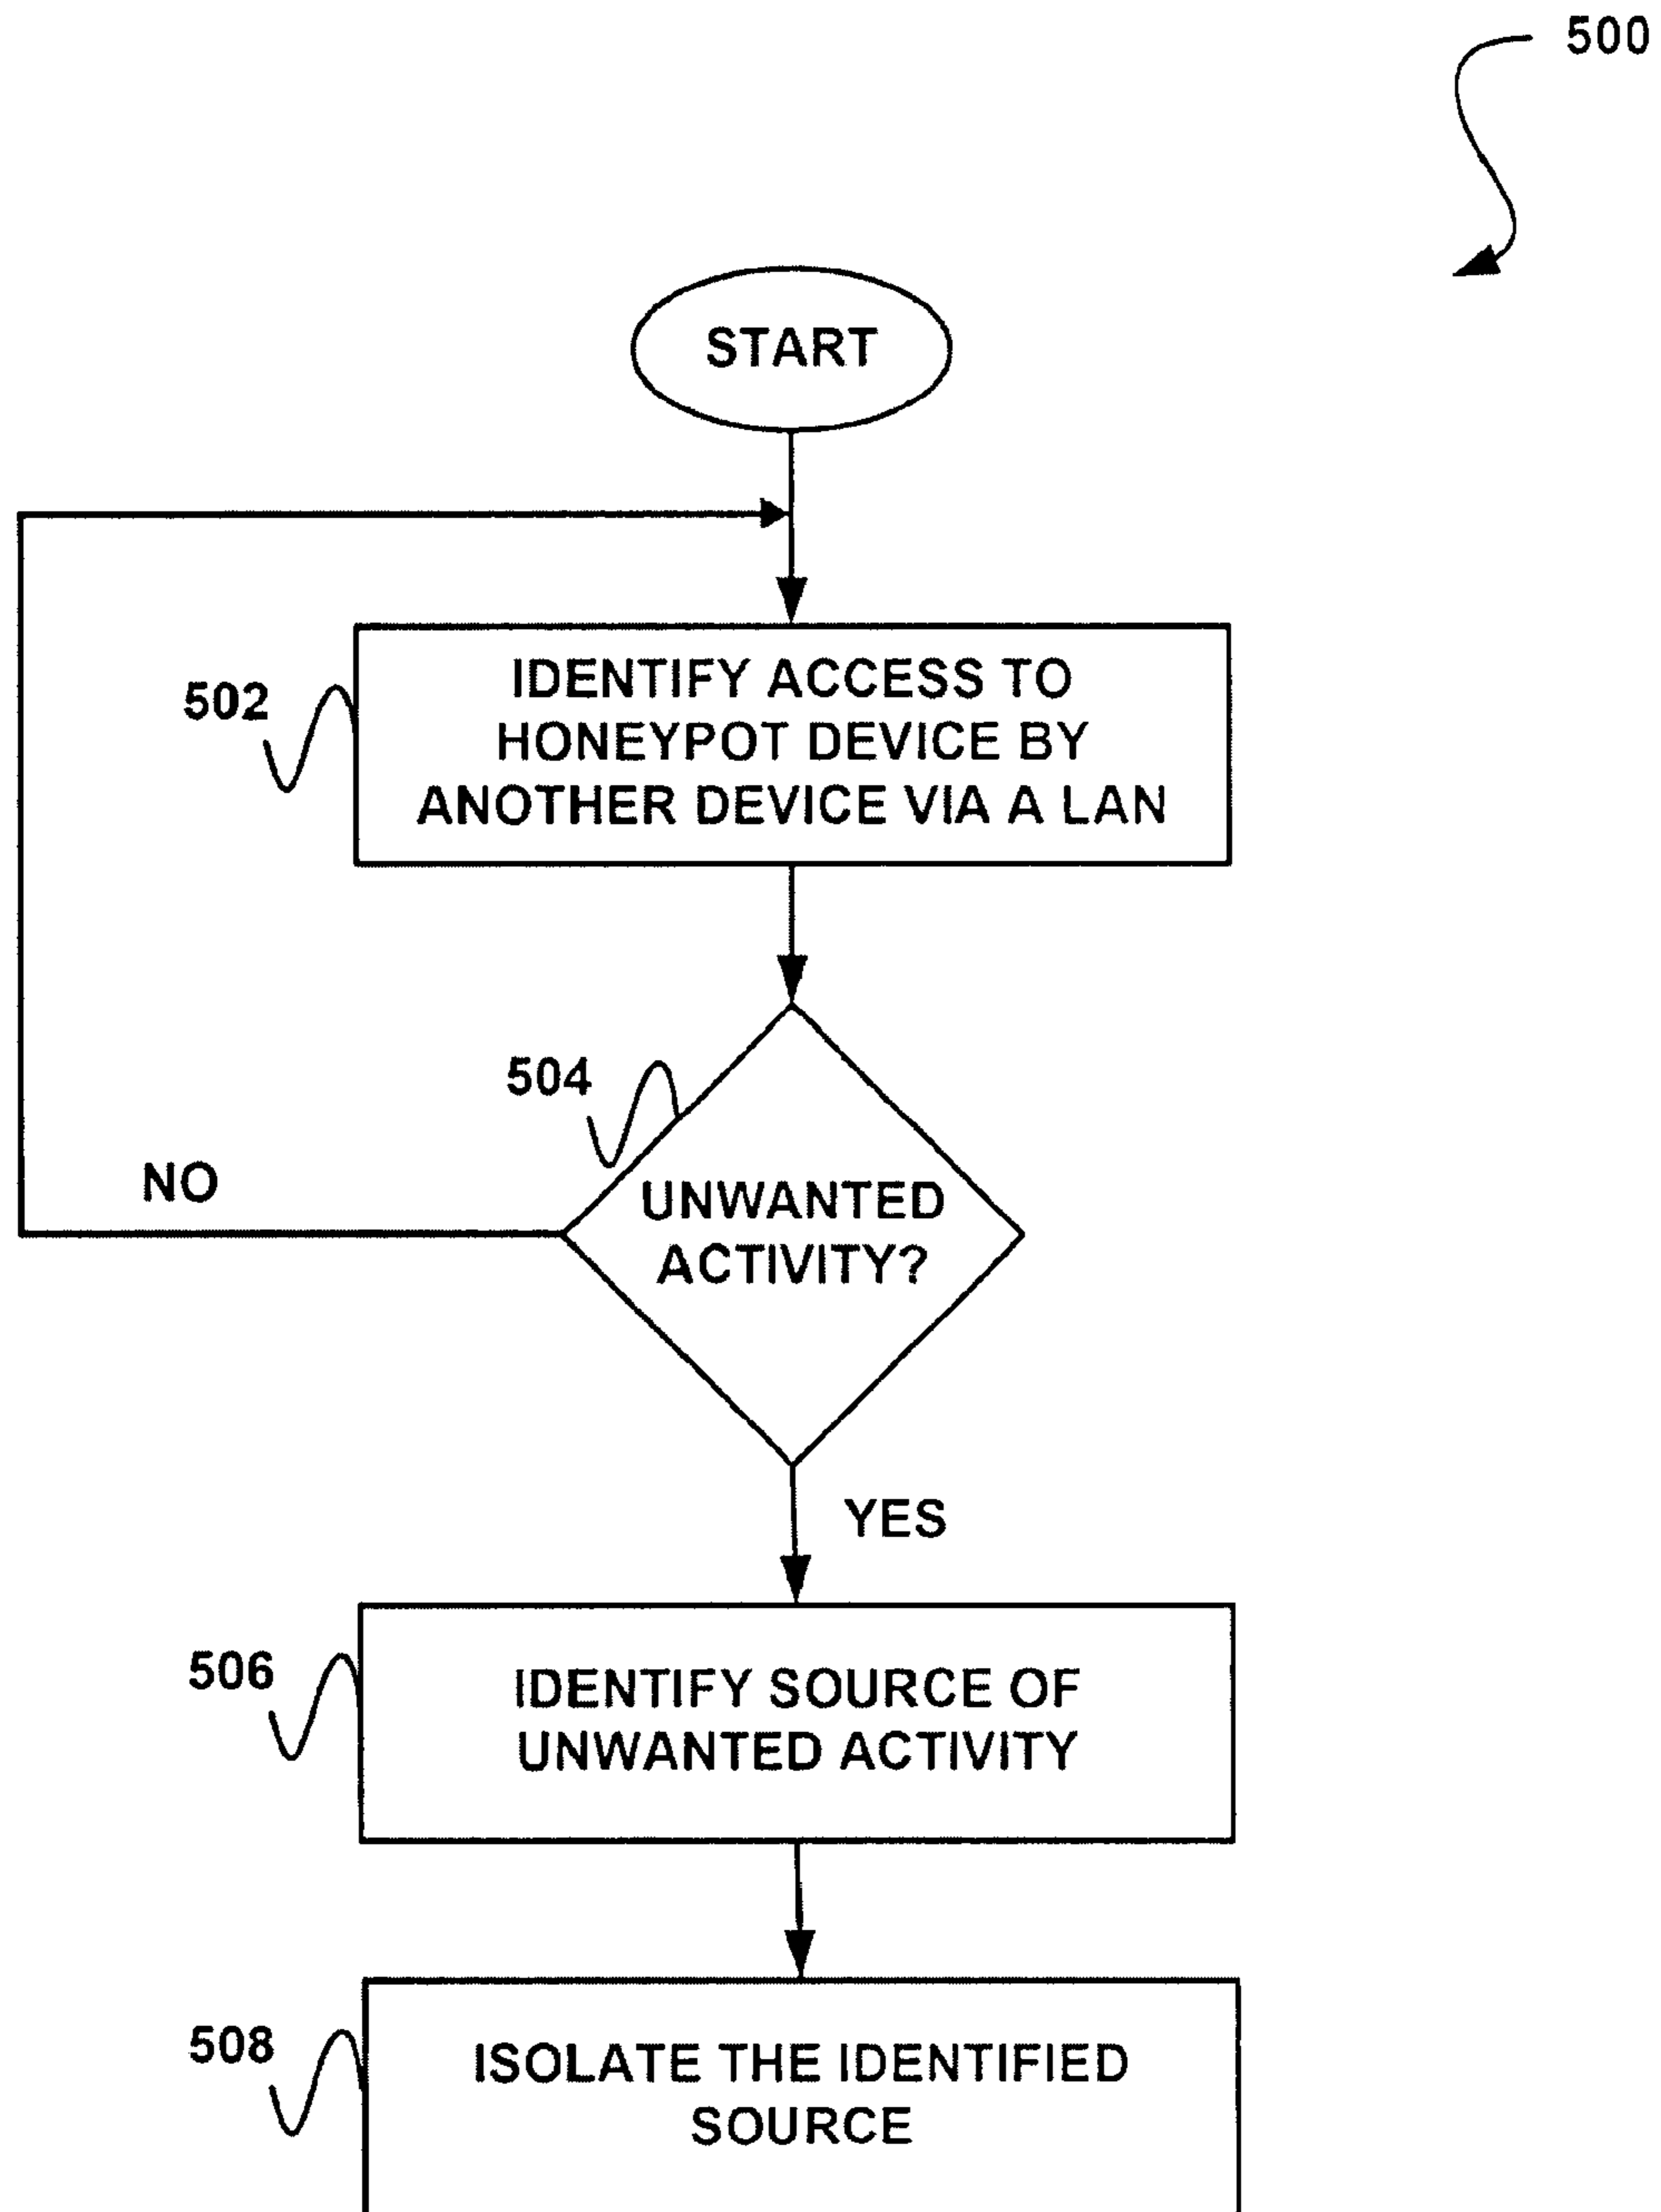 500
START
502
IDENTIFY ACCESS TO
HONEYPOT DEVICE BY
ANOTHER DEVICE VIA A LAN
504
NO
UNWANTED
ACTIVITY?
YES
506
IDENTIFY SOURCE OF
UNWANTED ACTIVITY
508
ISOLATE THE IDENTIFIED
SOURCE